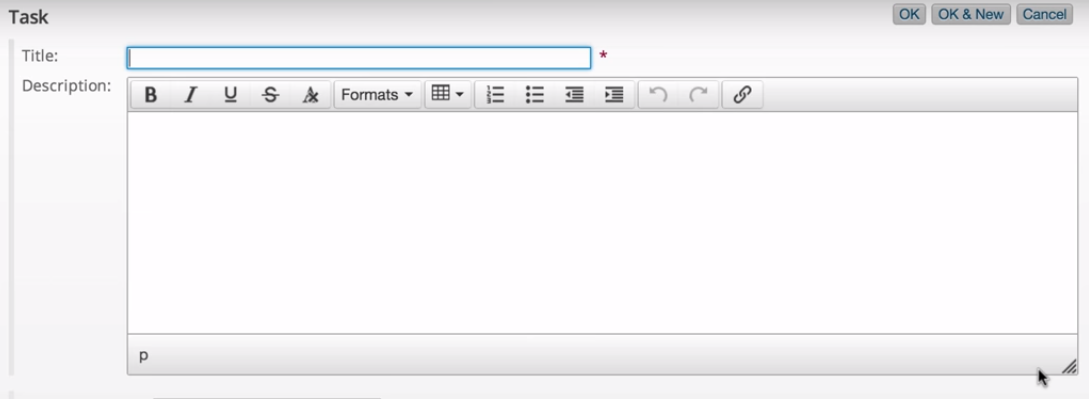 Task OK OK & New Cancel
Title: *
Description: B I U S A Formats
p